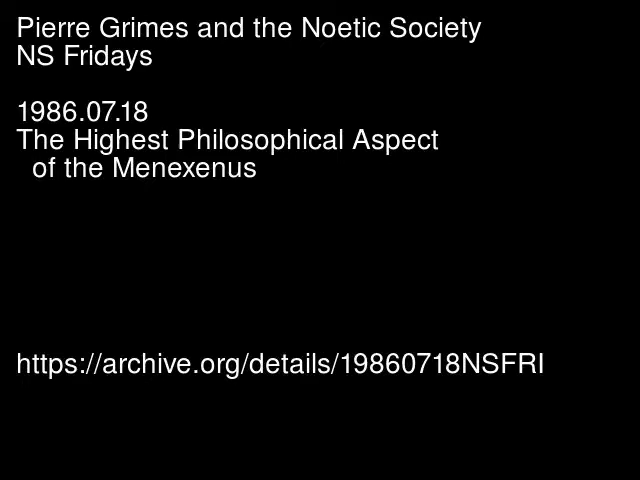 Pierre Grimes and the Noetic Society
NS Fridays
1986.07.18
The Highest Philosophical Aspect
of the Menexenus
https://archive.org/details/19860718NSFRI